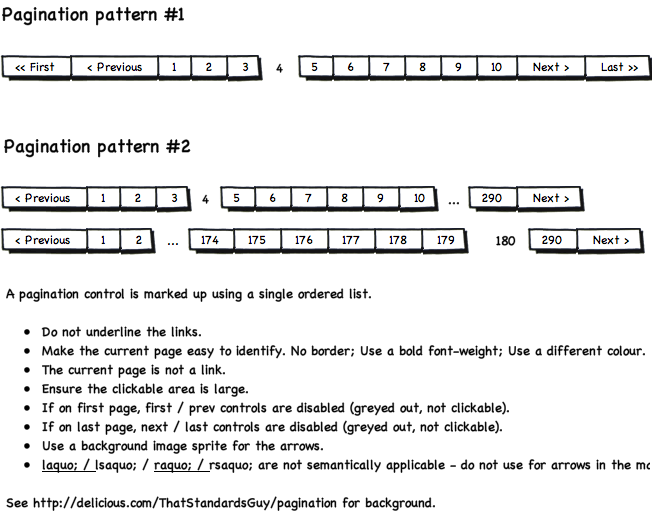 Pagination pattern #1
<< First < Previous 1 2 3 4 5 6 7 8 9 10 Next > Last >>
Pagination pattern #2
< Previous 1 2 3 4 5 6 7 8 9 10 ... 290 Next >
< Previous 1 2 ... 174 175 176 177 178 179 180 290 Next >
A pagination control is marked up using a single ordered list.
• Do not underline the links.
• Make the current page easy to identify. No border; Use a bold font-weight; Use a different colour.
• The current page is not a link.
• Ensure the clickable area is large.
• If on first page, first / prev controls are disabled (greyed out, not clickable).
• If on last page, next / last controls are disabled (greyed out, not clickable).
• Use a background image sprite for the arrows.
• laquo; / lsaquo; / raquo; / rsaquo; are not semantically applicable - do not use for arrows in the
See http://delicious.com/ThatStandardsGuy/pagination for background.